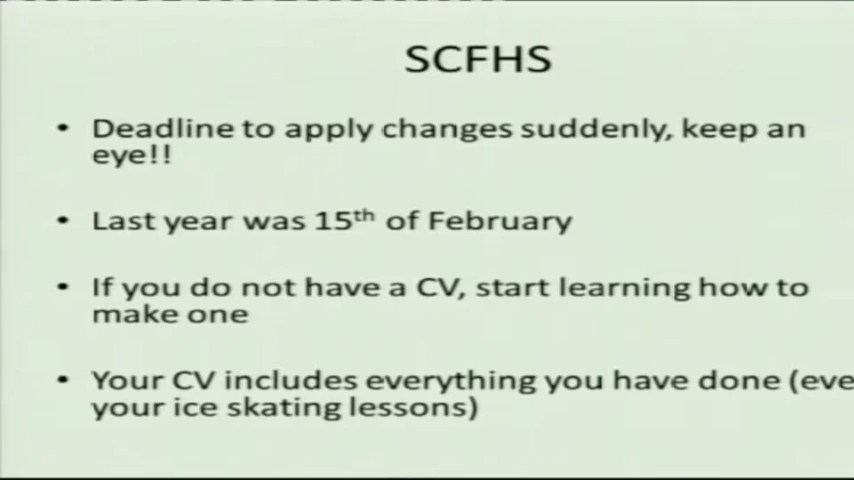 SCFHS
• Deadline to apply changes suddenly, keep an
eye!!
• Last year was 15th of February
• If you do not have a CV, start learning how to
make one
• Your CV includes everything you have done (eve
your ice skating lessons)